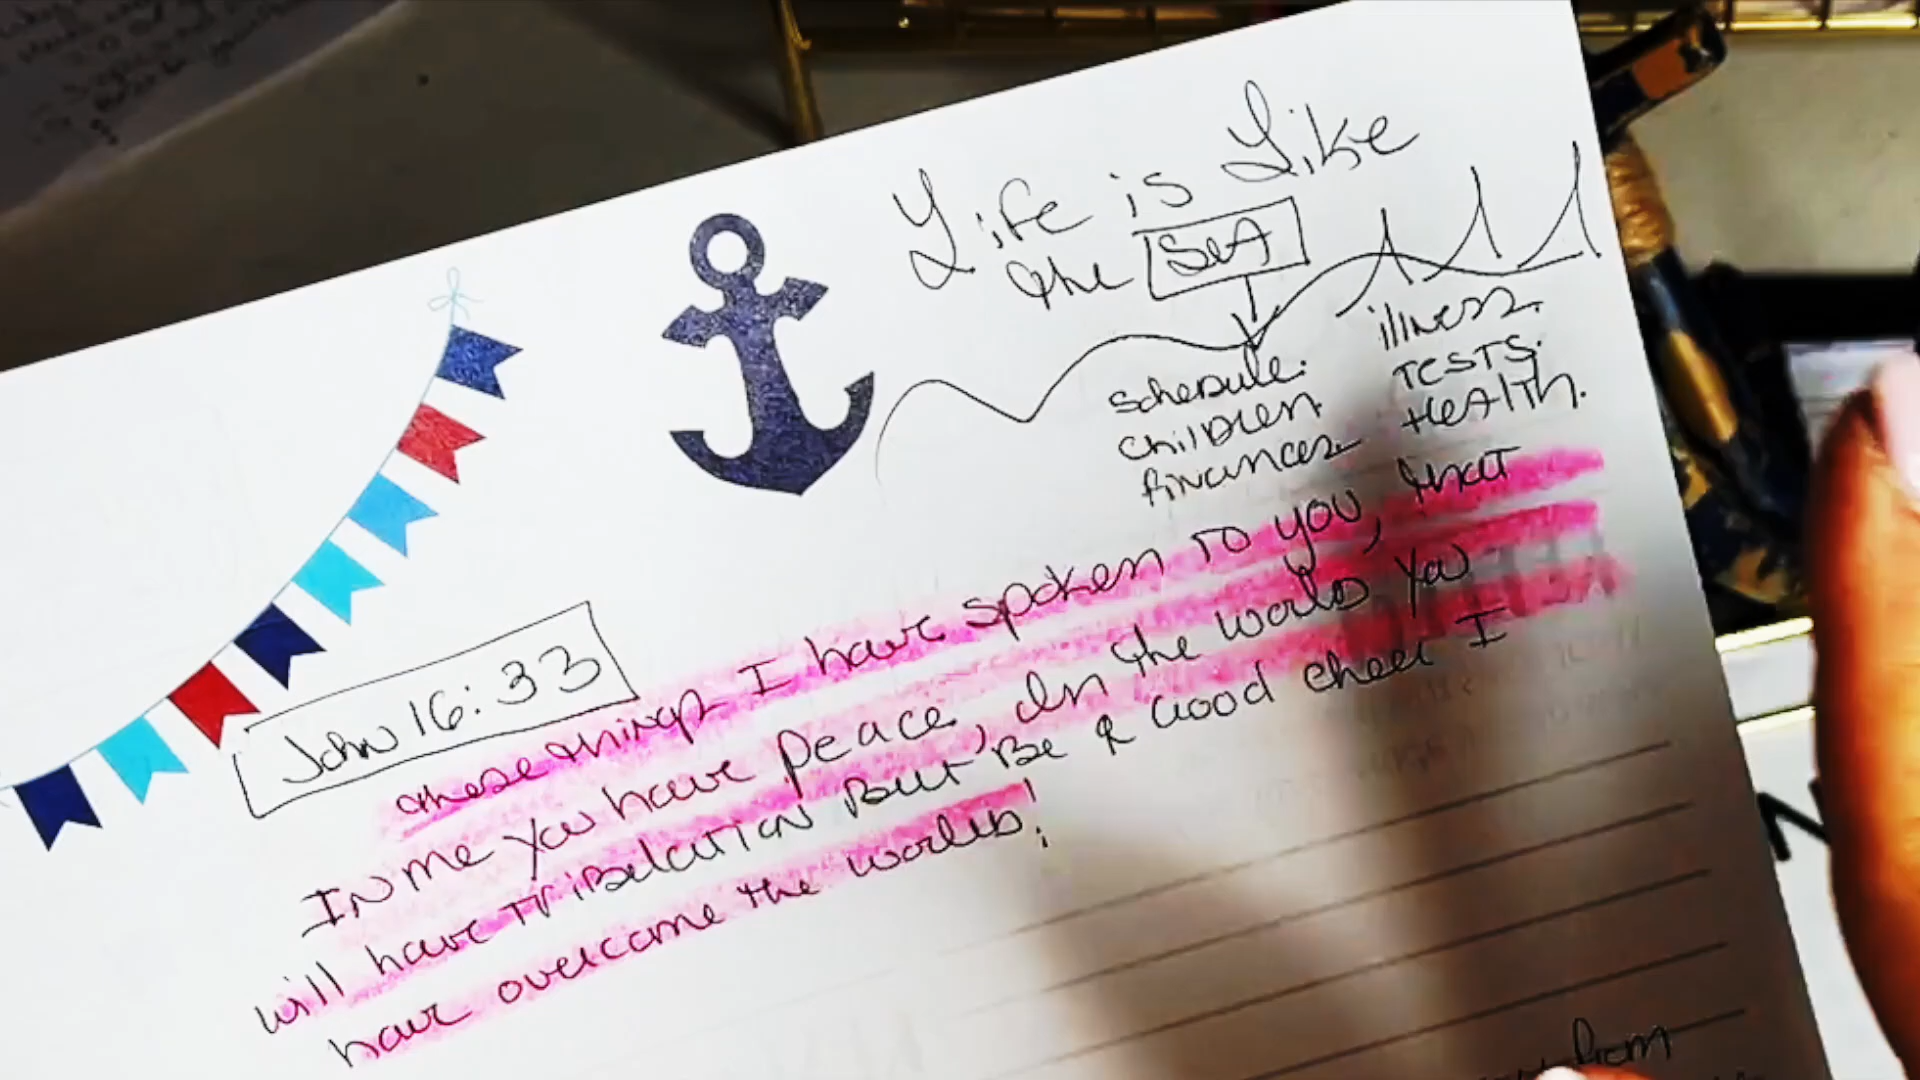 Life is Like
the SEA
schedule. illness.
children. TESTS.
finances. HeAlth.
John 16:33
these things I have spoken to you, that
In me you have peace, In the world you
will have tribulation But Be & Good cheer I
have overcome the world!
from